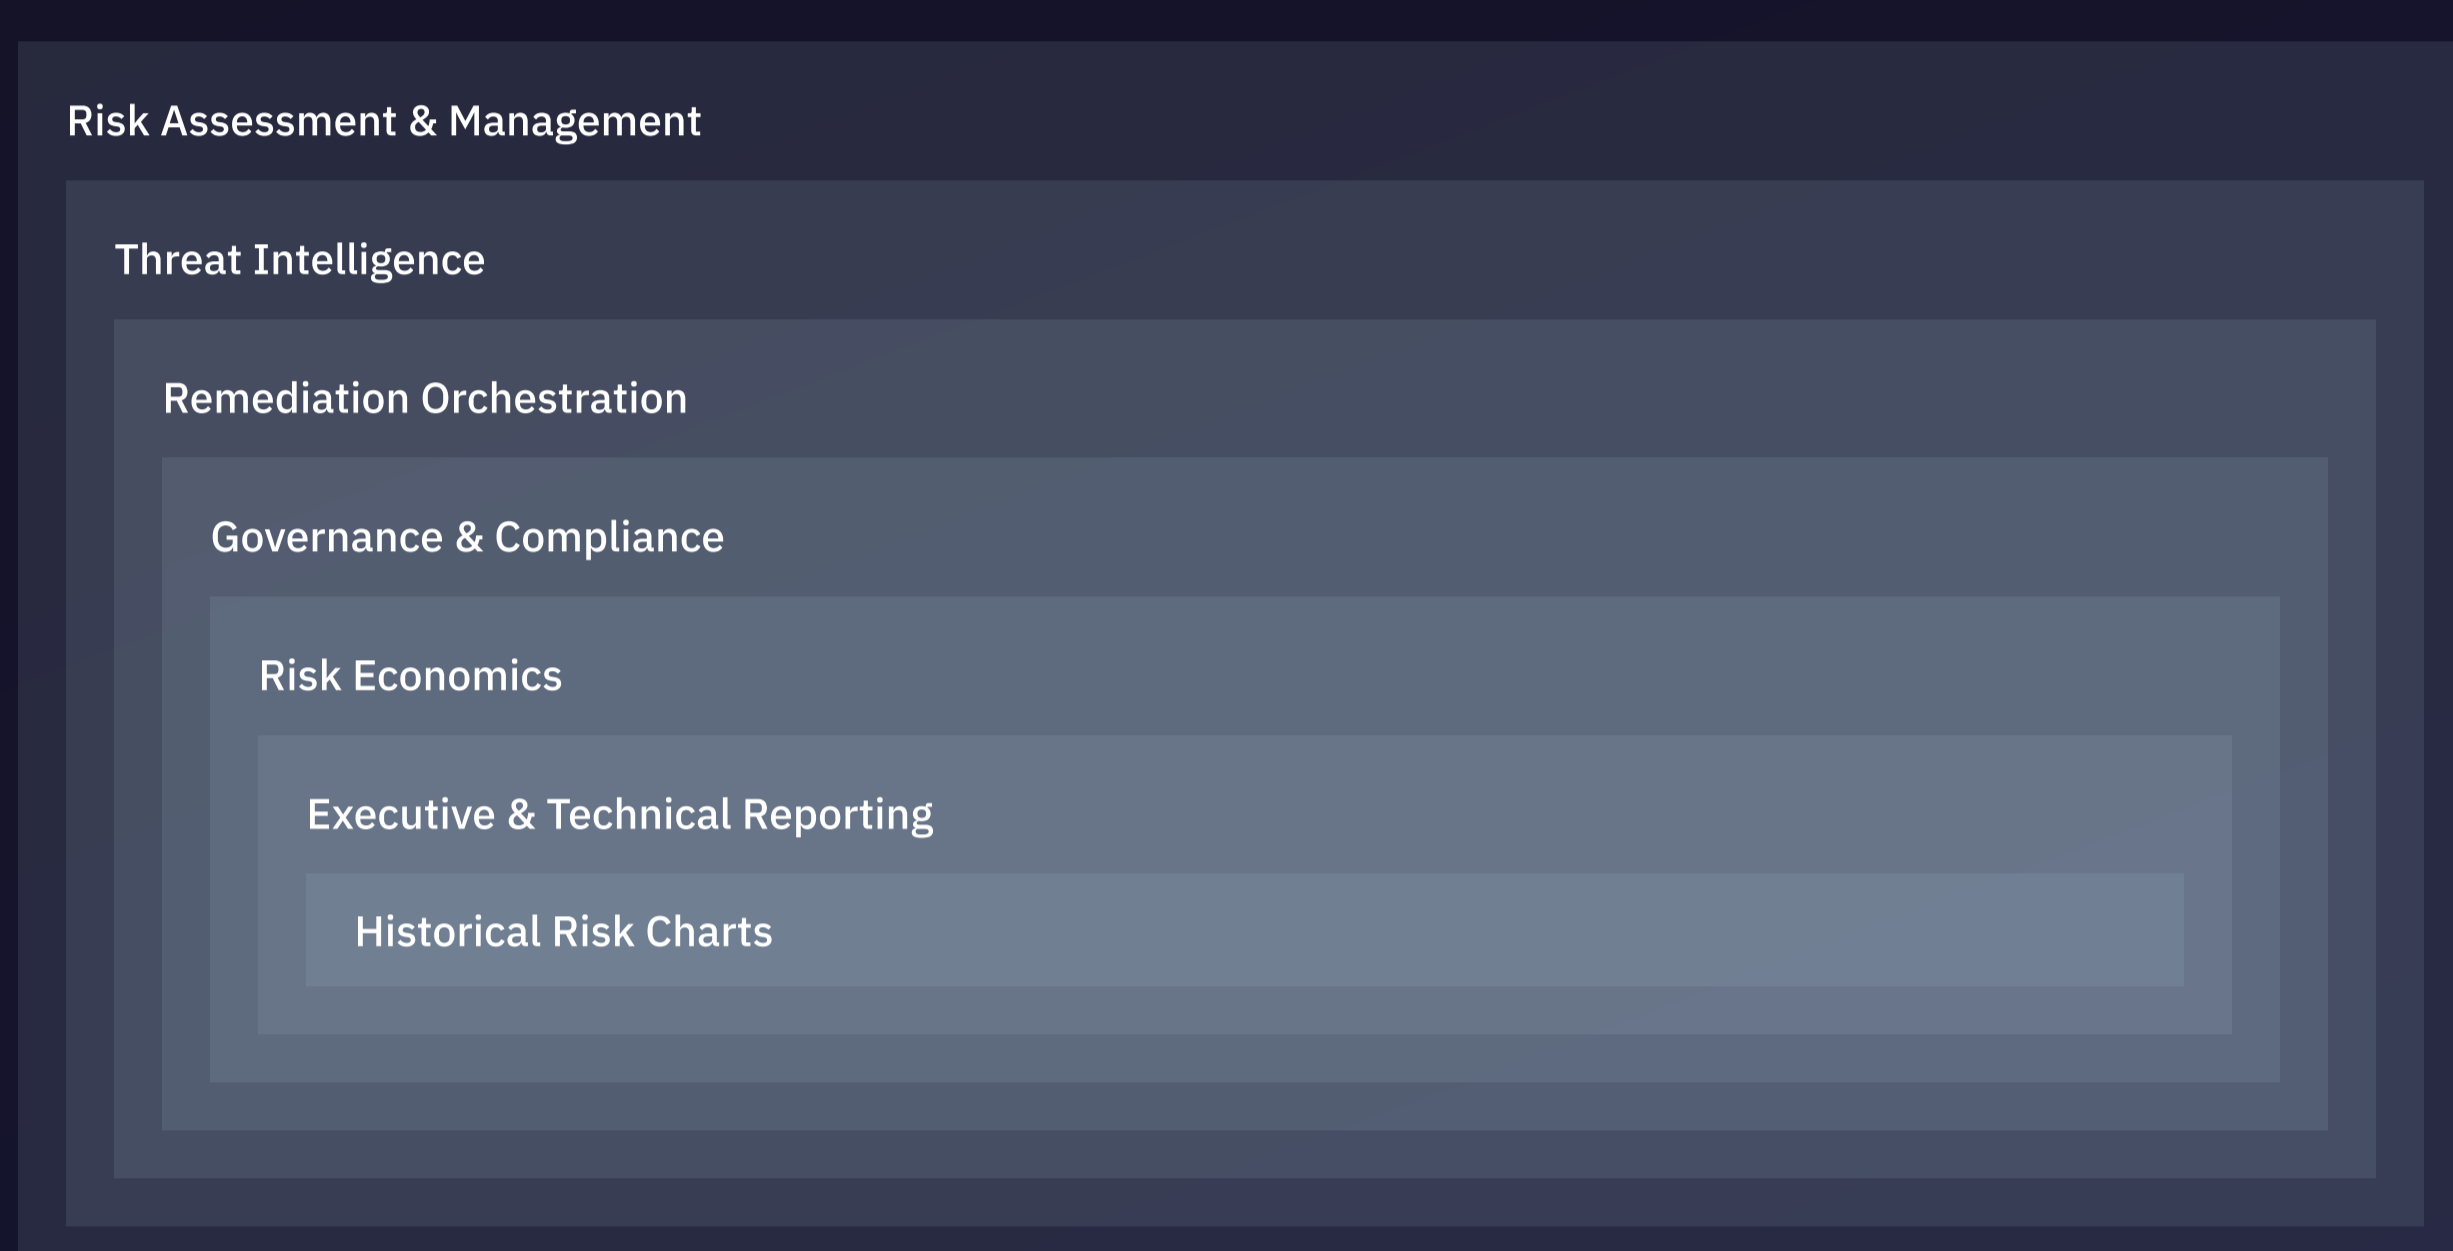 Risk Assessment & Management
Threat Intelligence
Remediation Orchestration
Governance & Compliance
Risk Economics
Executive & Technical Reporting
Historical Risk Charts